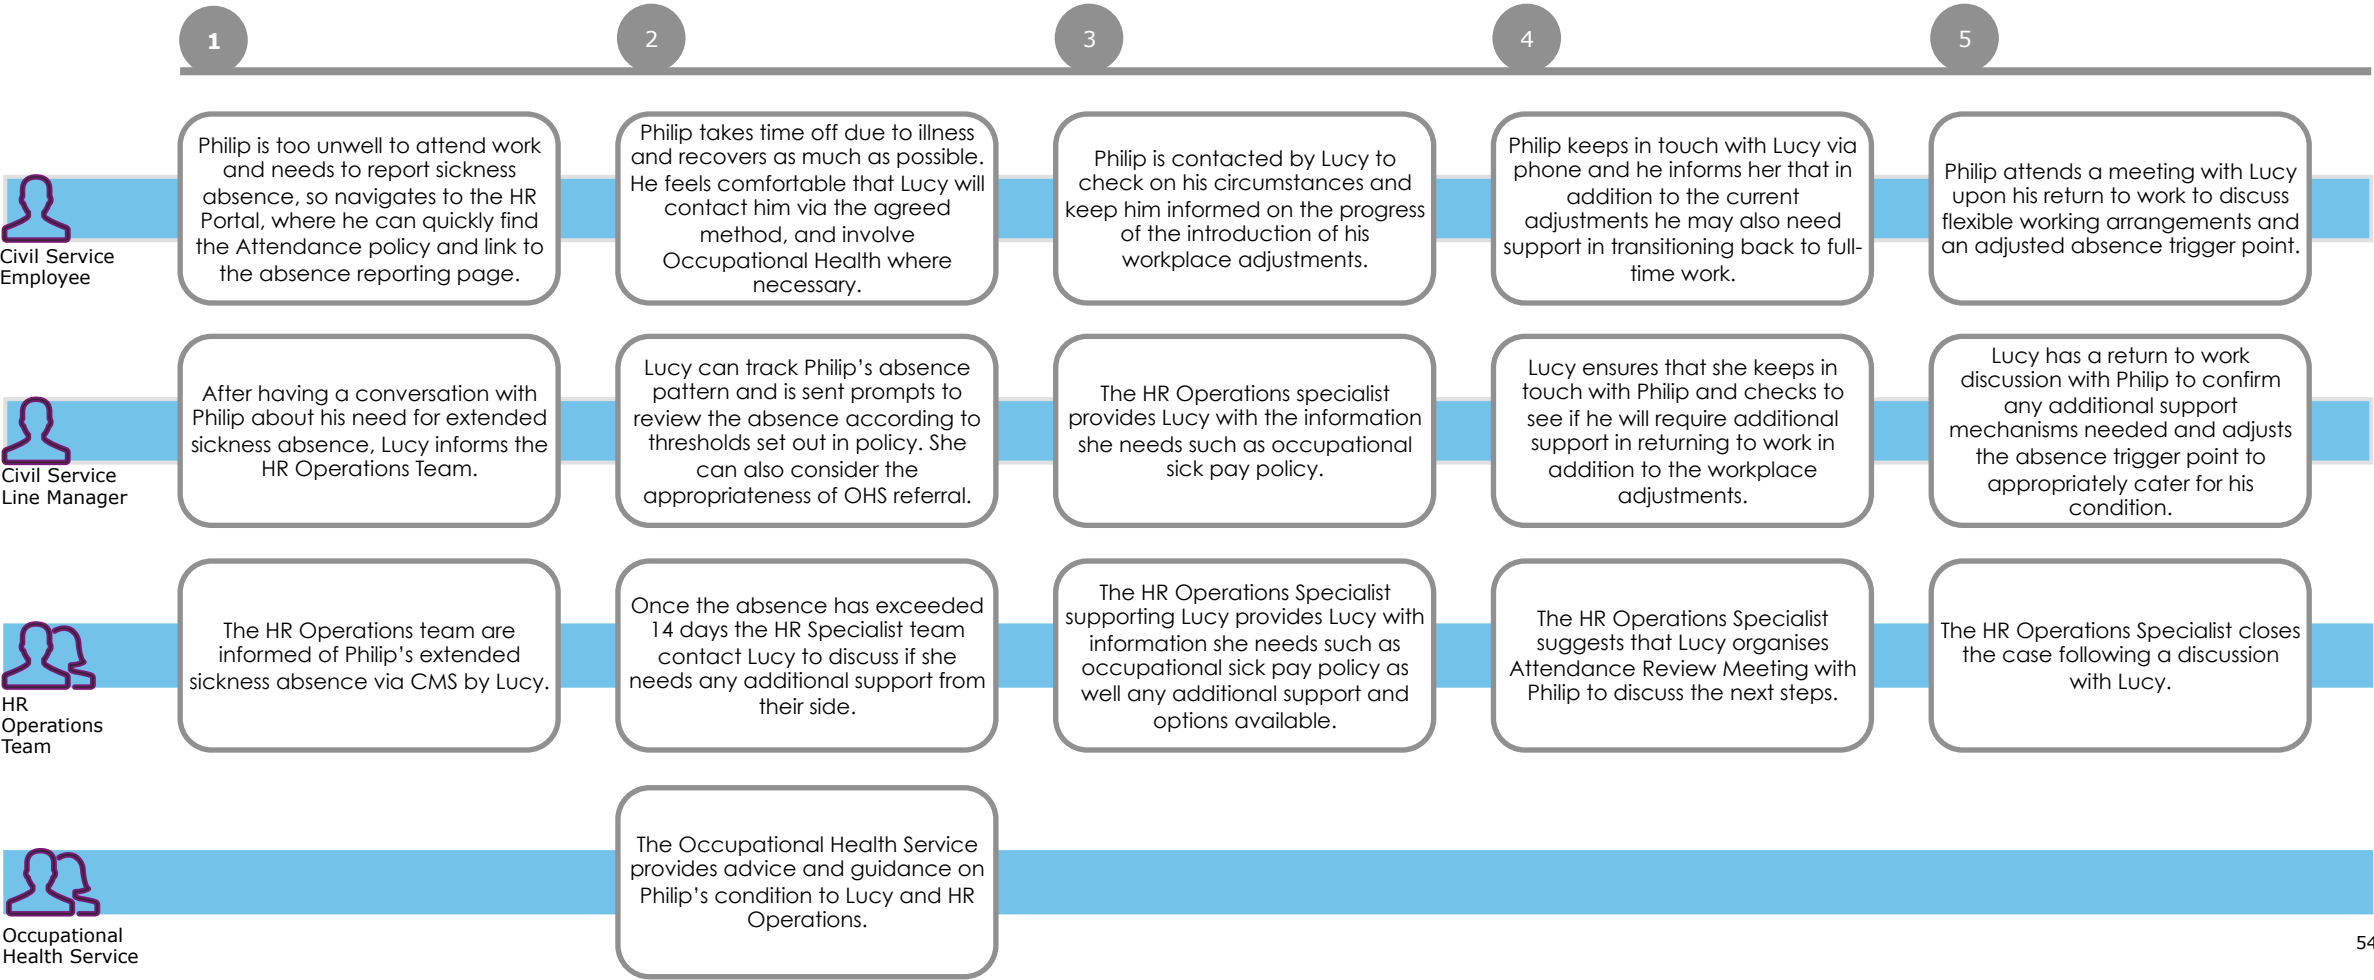 1
2
3
4
5
Civil Service
Employee
Philip is too unwell to attend work
and needs to report sickness
absence, so navigates to the HR
Portal, where he can quickly find
the Attendance policy and link to
the absence reporting page.
Philip takes time off due to illness
and recovers as much as possible.
He feels comfortable that Lucy will
contact him via the agreed
method, and involve
Occupational Health where
necessary.
Philip is contacted by Lucy to
check on his circumstances and
keep him informed on the progress
of the introduction of his
workplace adjustments.
Philip keeps in touch with Lucy via
phone and he informs her that in
addition to the current
adjustments he may also need
support in transitioning back to full-
time work.
Philip attends a meeting with Lucy
upon his return to work to discuss
flexible working arrangements and
an adjusted absence trigger point.
Civil Service
Line Manager
After having a conversation with
Philip about his need for extended
sickness absence, Lucy informs the
HR Operations Team.
Lucy can track Philip’s absence
pattern and is sent prompts to
review the absence according to
thresholds set out in policy. She
can also consider the
appropriateness of OHS referral.
The HR Operations specialist
provides Lucy with the information
she needs such as occupational
sick pay policy.
Lucy ensures that she keeps in
touch with Philip and checks to
see if he will require additional
support in returning to work in
addition to the workplace
adjustments.
Lucy has a return to work
discussion with Philip to confirm
any additional support
mechanisms needed and adjusts
the absence trigger point to
appropriately cater for his
condition.
HR
Operations
Team
The HR Operations team are
informed of Philip’s extended
sickness absence via CMS by Lucy.
Once the absence has exceeded
14 days the HR Specialist team
contact Lucy to discuss if she
needs any additional support from
their side.
The HR Operations Specialist
supporting Lucy provides Lucy with
information she needs such as
occupational sick pay policy as
well any additional support and
options available.
The HR Operations Specialist
suggests that Lucy organises
Attendance Review Meeting with
Philip to discuss the next steps.
The HR Operations Specialist closes
the case following a discussion
with Lucy.
Occupational
Health Service
The Occupational Health Service
provides advice and guidance on
Philip’s condition to Lucy and HR
Operations.
54